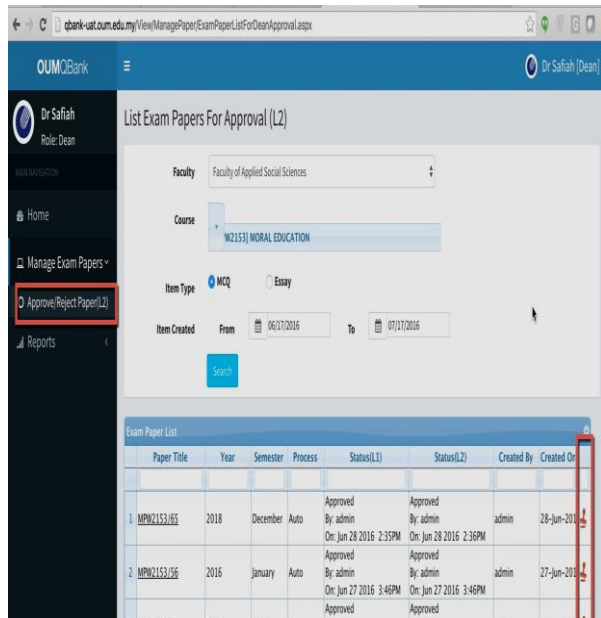 qbank-uat.oum.edu.my/View/ManagePaper/ExamPaperListForDeanApproval.aspx
OUMQBank
Dr Safiah [Dean]
Dr Safiah
Role: Dean
MAIN NAVIGATION
Home
Manage Exam Papers
Approve/Reject Paper(L2)
Reports
List Exam Papers For Approval (L2)
Faculty Faculty of Applied Social Sciences
Course W2153] MORAL EDUCATION
Item Type MCQ Essay
Item Created From 06/17/2016 To 07/17/2016
Search
Exam Paper List
Paper Title Year Semester Process Status(L1) Status(L2) Created By Created On
1 MPW2153/65 2018 December Auto Approved By: admin On: Jun 28 2016 2:35PM Approved By: admin On: Jun 28 2016 2:36PM admin 28-Jun-201
2 MPW2153/56 2016 January Auto Approved By: admin On: Jun 27 2016 3:46PM Approved By: admin On: Jun 27 2016 3:46PM admin 27-Jun-201
Approved Approved